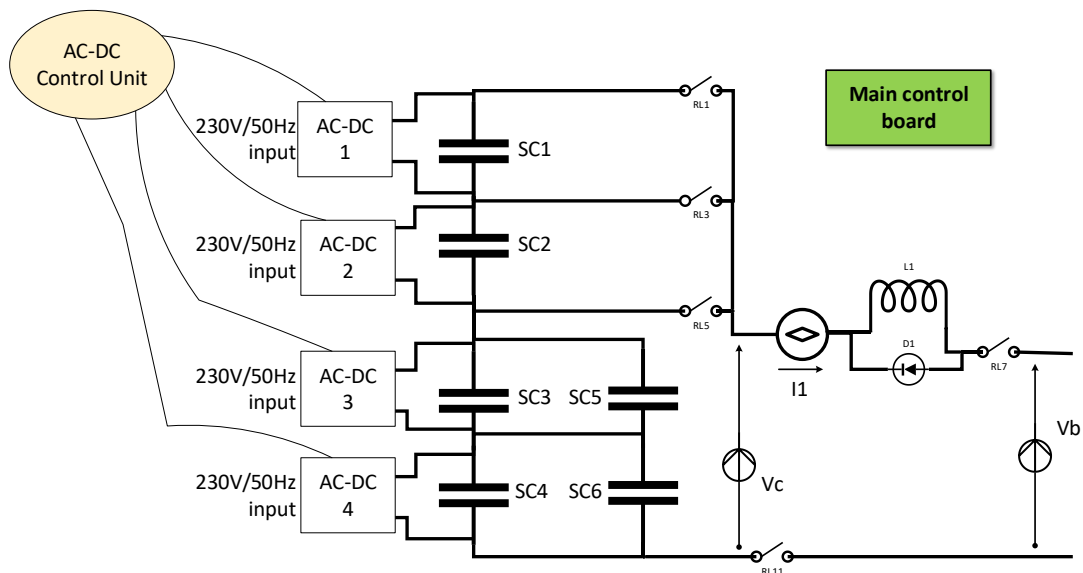 AC-DC
Control Unit
Main control
board
230V/50Hz
input
AC-DC
1
SC1
RL1
RL3
230V/50Hz
input
AC-DC
2
SC2
RL5
L1
D1
RL7
I1
230V/50Hz
input
AC-DC
3
SC3
SC5
Vb
230V/50Hz
input
AC-DC
4
SC4
SC6
Vc
RL11